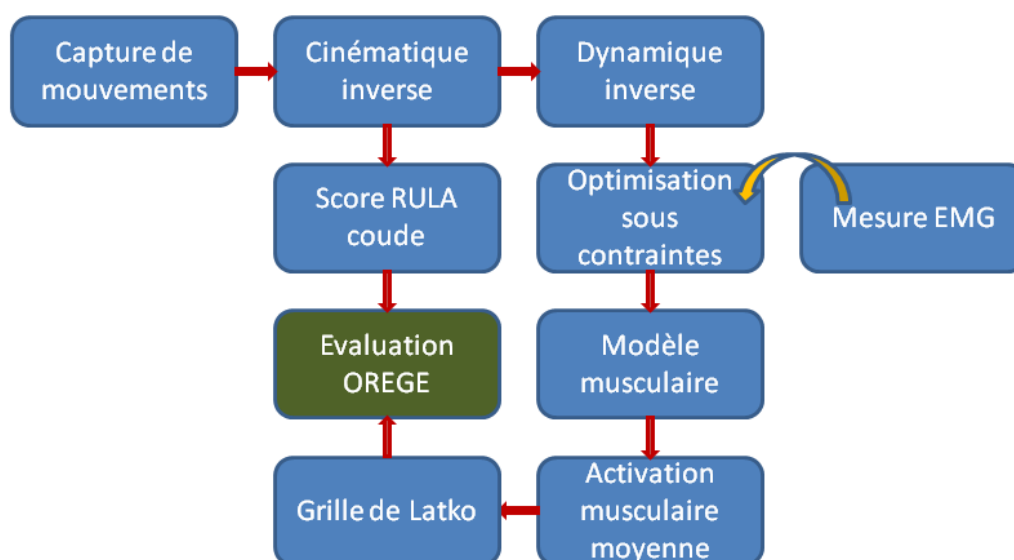 Capture de
mouvements
Cinématique
inverse
Dynamique
inverse
Score RULA
coude
Optimisation
sous
contraintes
Mesure EMG
Evaluation
OREGE
Modèle
musculaire
Grille de Latko
Activation
musculaire
moyenne